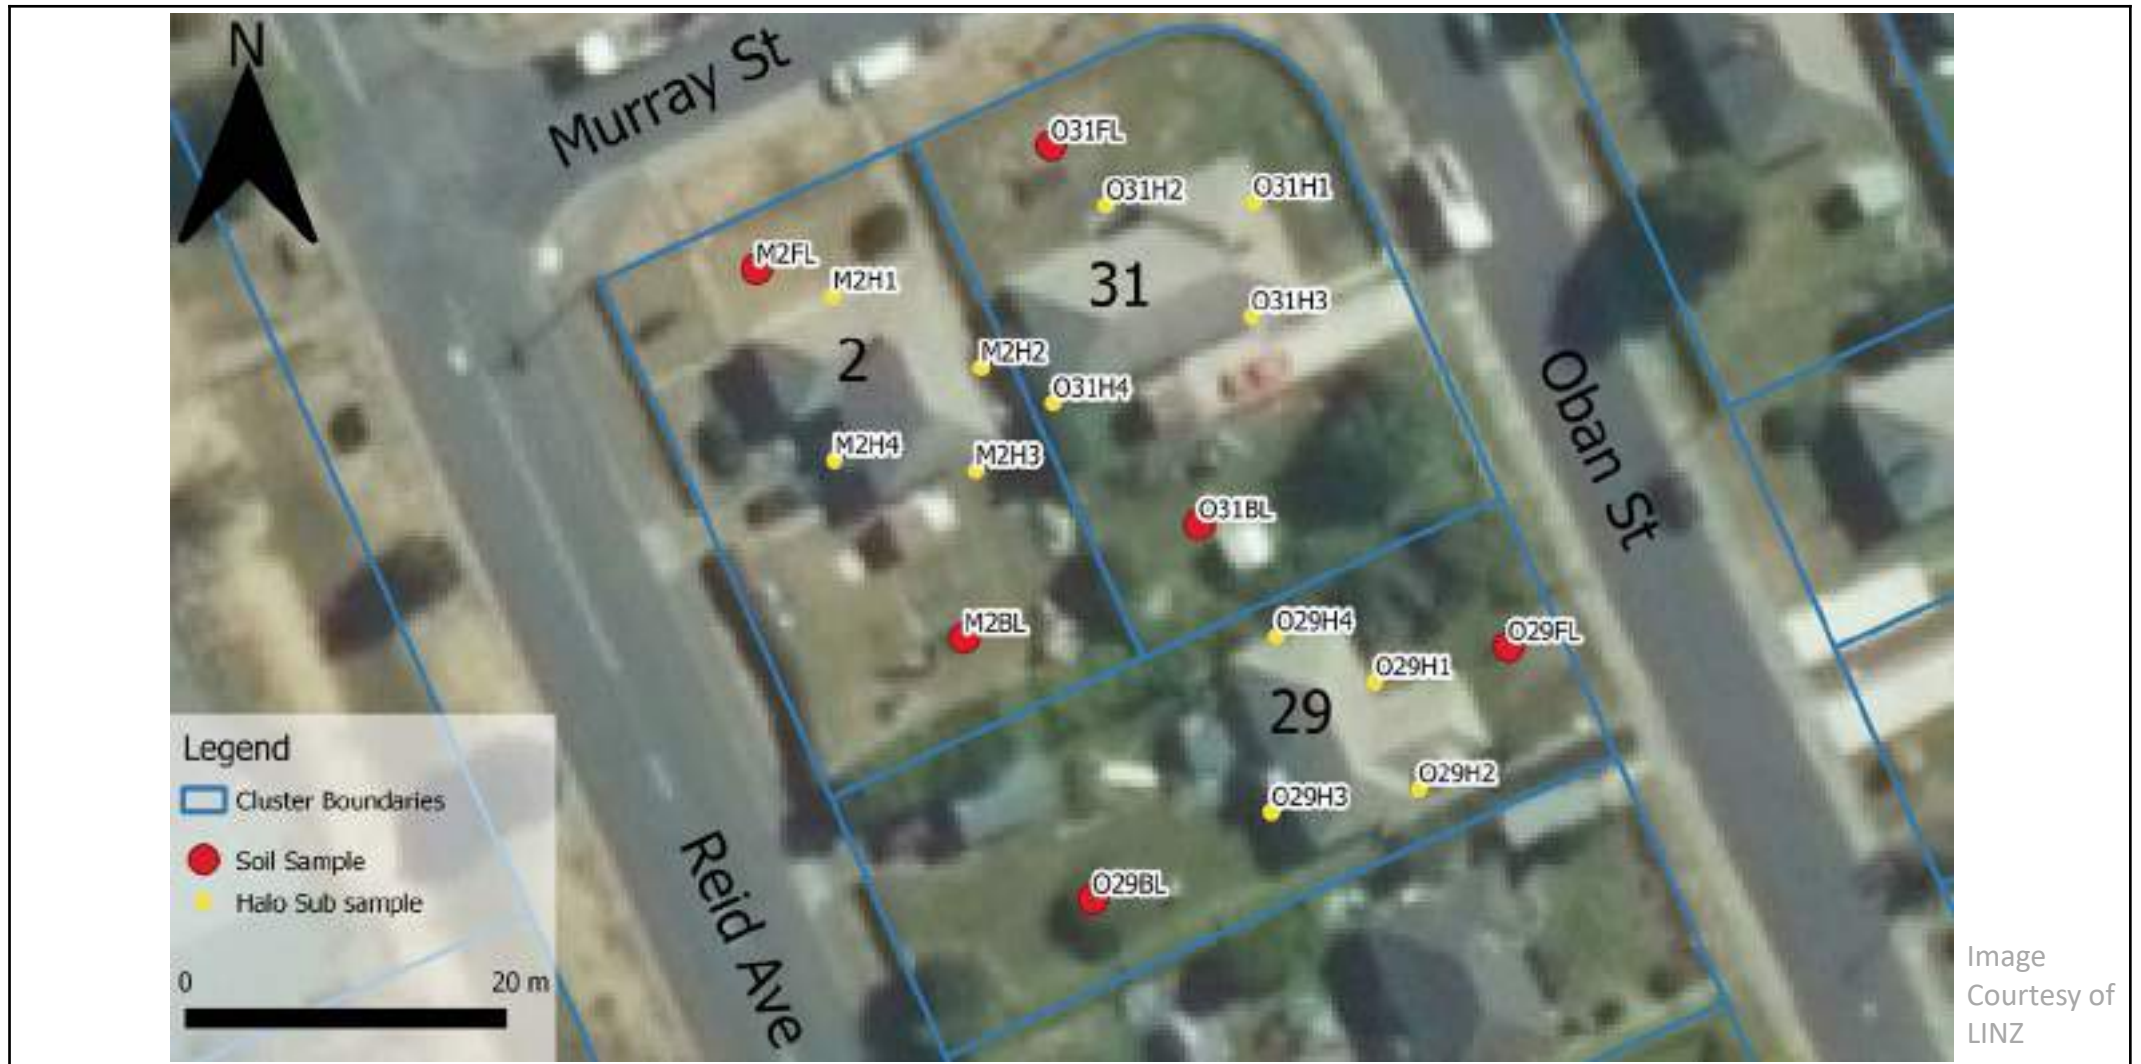 N
Murray St
O31FL
O31H2
O31H1
M2FL
M2H1
31
O31H3
2
M2H2
O31H4
M2H4
M2H3
Oban St
O31BL
M2BL
O29H4
O29FL
O29H1
29
O29H2
O29H3
O29BL
Reid Ave
Legend
Cluster Boundaries
Soil Sample
Halo Sub sample
0 20 m
Image
Courtesy of
LINZ